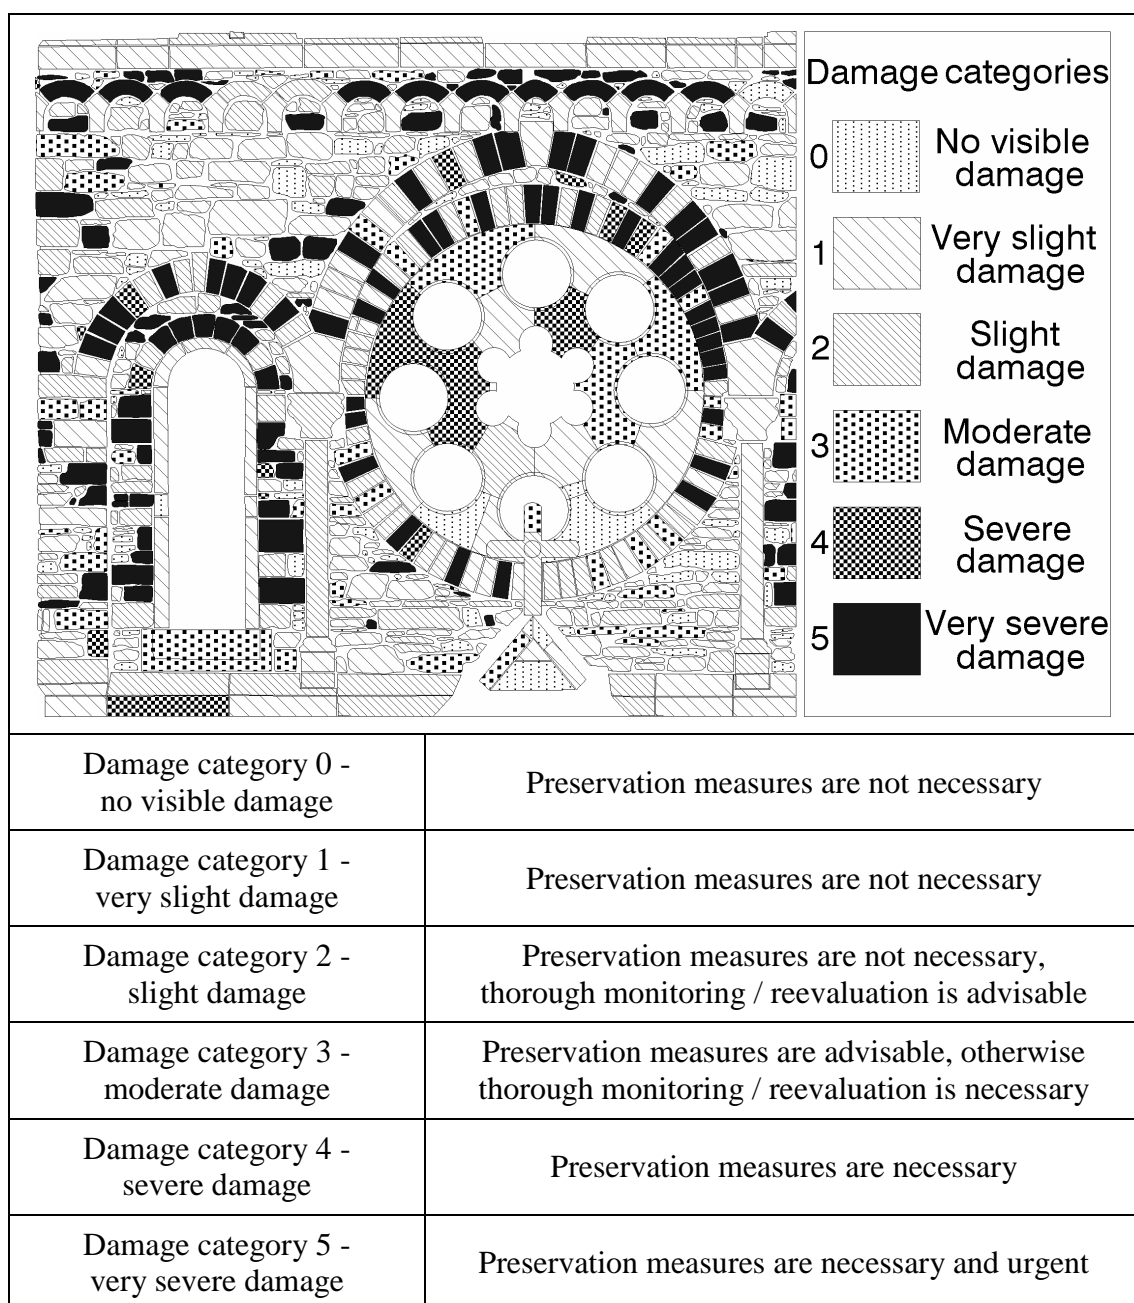 Damage categories
0 No visible
damage
1 Very slight
damage
2 Slight
damage
3 Moderate
damage
4 Severe
damage
5 Very severe
damage
Damage category 0 -
no visible damage
Preservation measures are not necessary
Damage category 1 -
very slight damage
Preservation measures are not necessary
Damage category 2 -
slight damage
Preservation measures are not necessary,
thorough monitoring / reevaluation is advisable
Damage category 3 -
moderate damage
Preservation measures are advisable, otherwise
thorough monitoring / reevaluation is necessary
Damage category 4 -
severe damage
Preservation measures are necessary
Damage category 5 -
very severe damage
Preservation measures are necessary and urgent